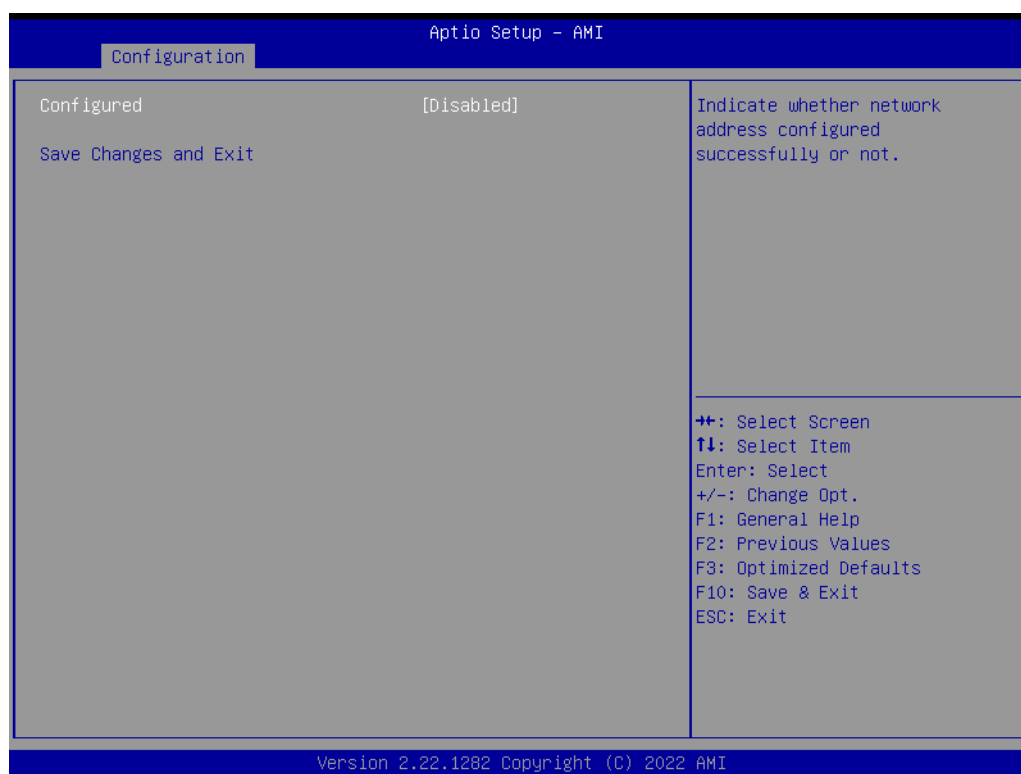 Aptio Setup – AMI
Configuration
Configured [Disabled]
Save Changes and Exit
Indicate whether network
address configured
successfully or not.
→←: Select Screen
↑↓: Select Item
Enter: Select
+/-: Change Opt.
F1: General Help
F2: Previous Values
F3: Optimized Defaults
F10: Save & Exit
ESC: Exit
Version 2.22.1282 Copyright (C) 2022 AMI